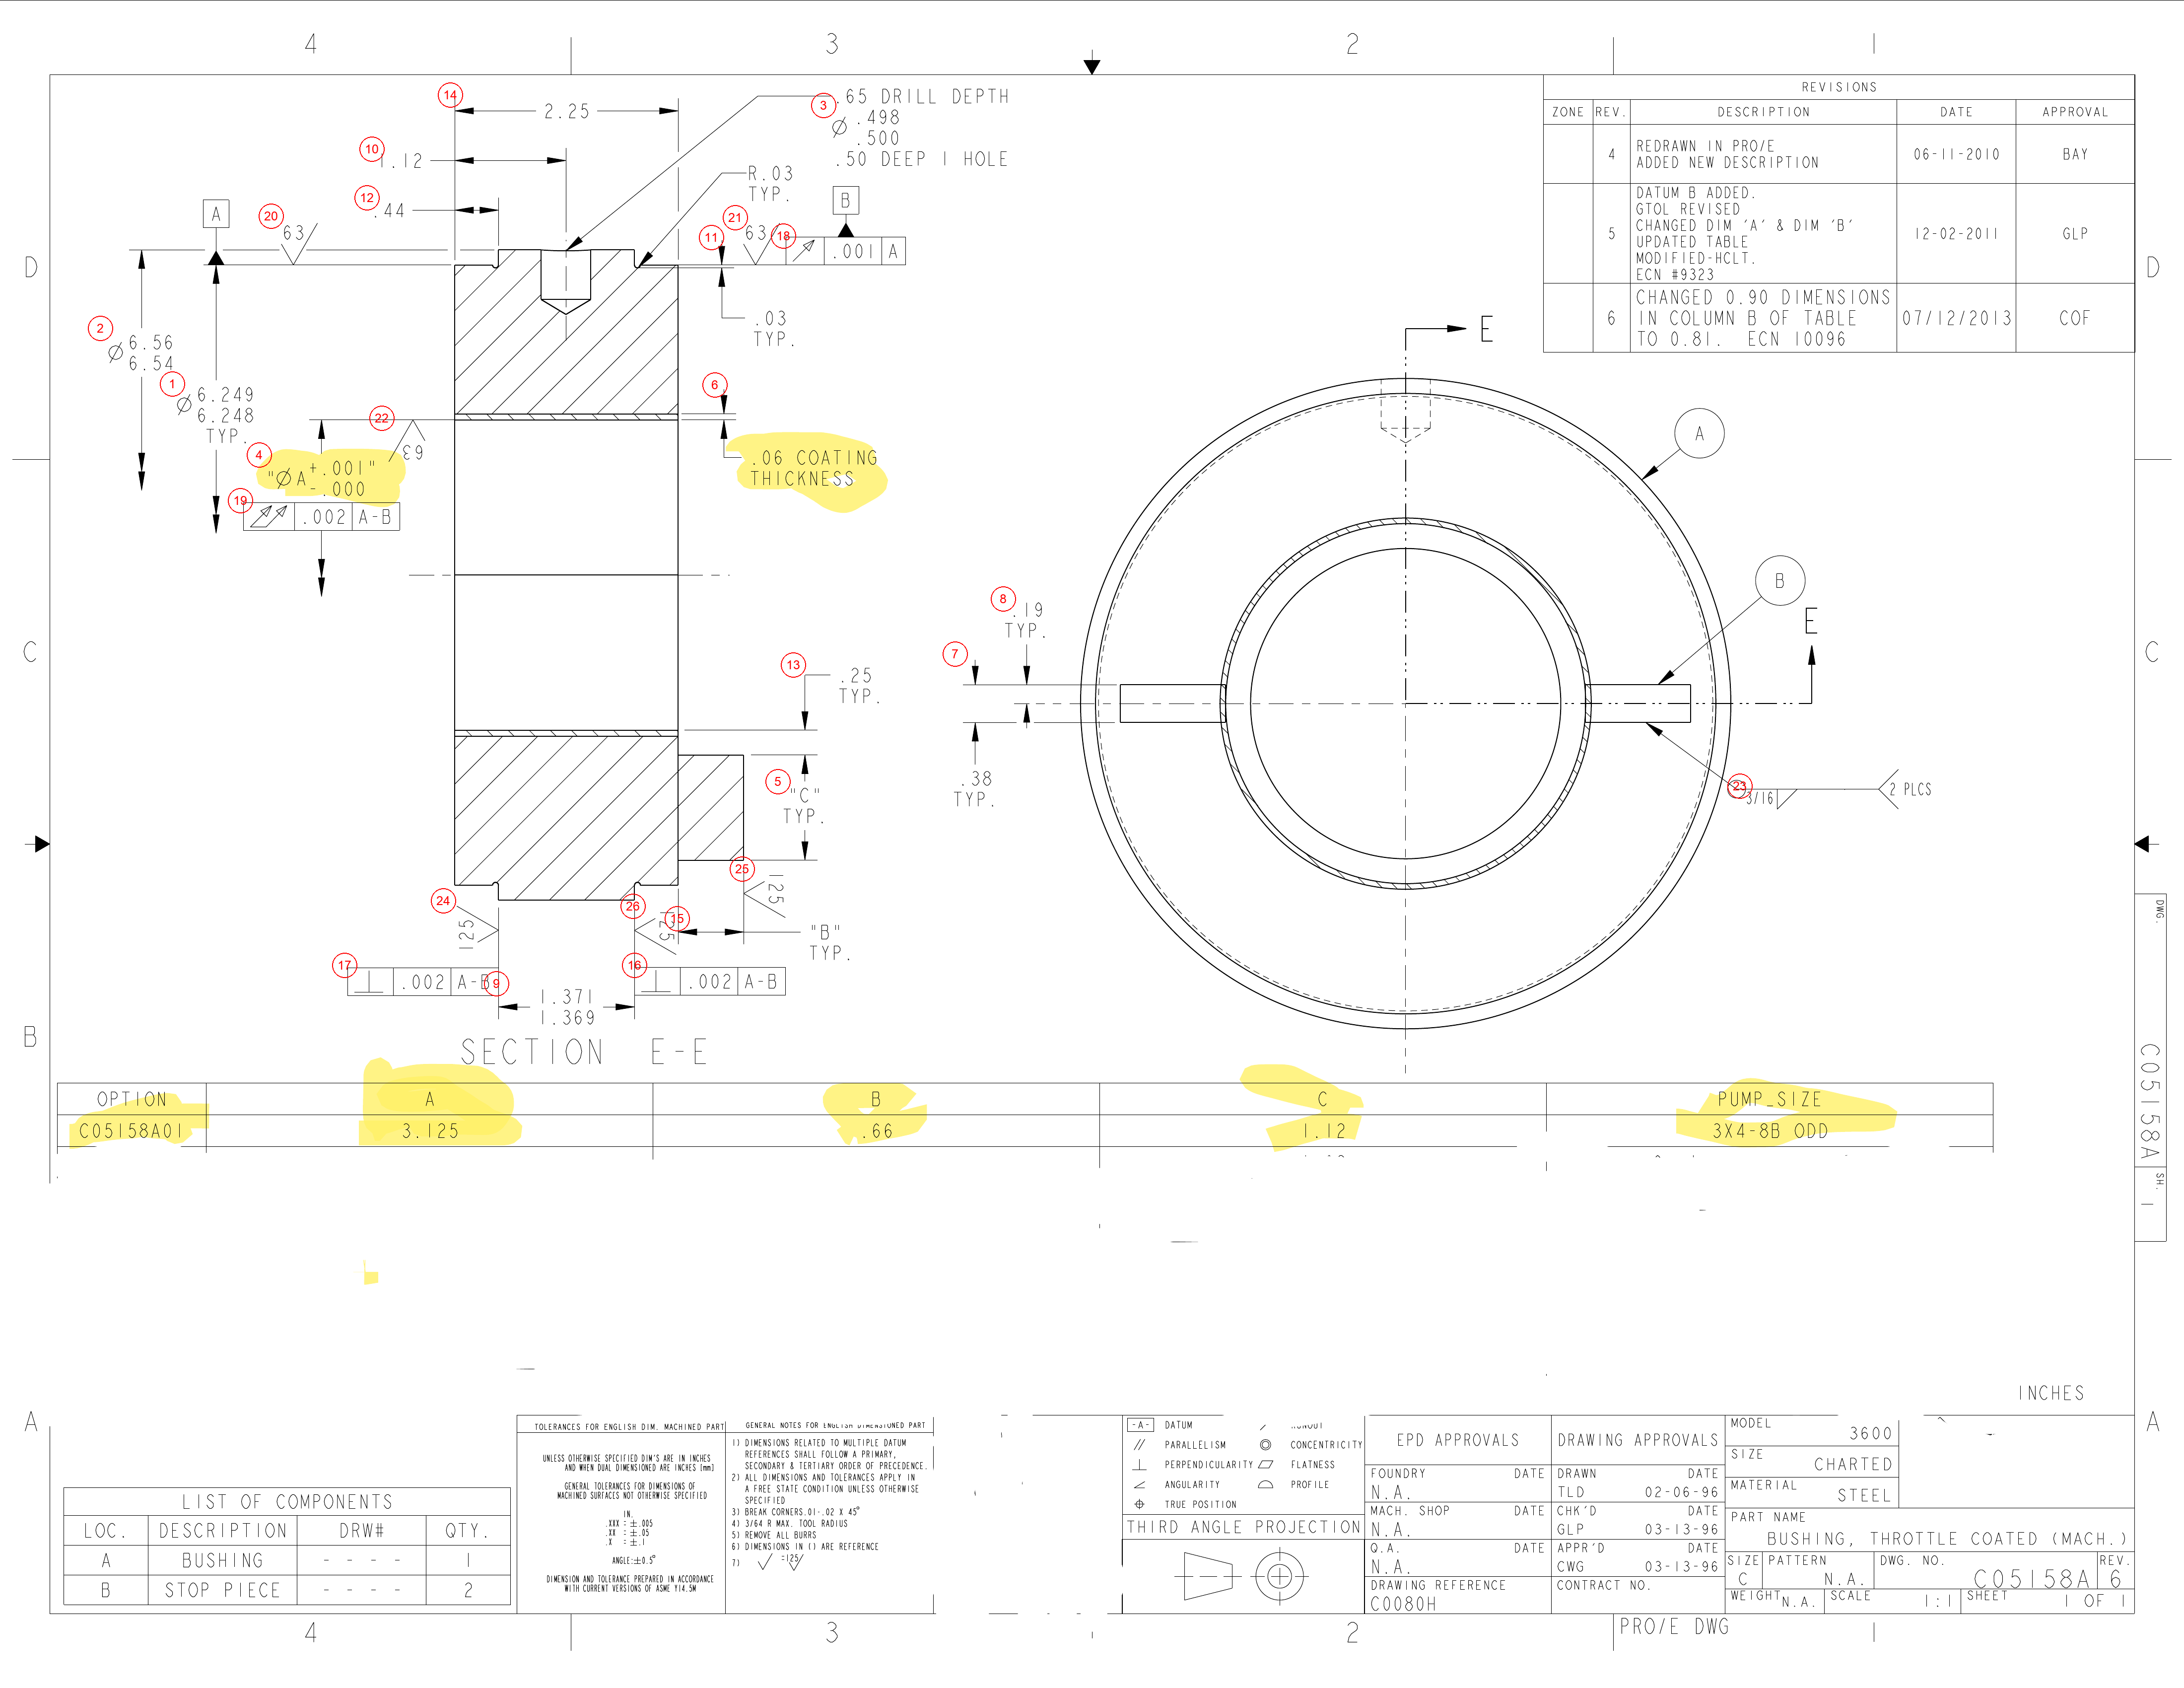 4 3 2 1
D
C
B
A
D
C
A
REVISIONS
ZONE REV. DESCRIPTION DATE APPROVAL
4 REDRAWN IN PRO/E
ADDED NEW DESCRIPTION 06-11-2010 BAY
5 DATUM B ADDED.
GTOL REVISED
CHANGED DIM 'A' & DIM 'B'
UPDATED TABLE
MODIFIED-HCLT.
ECN #9323 12-02-2011 GLP
6 CHANGED 0.90 DIMENSIONS
IN COLUMN B OF TABLE
TO 0.81. ECN 10096 07/12/2013 COF
14
2.25
3
.65 DRILL DEPTH
Ø .498
.500
.50 DEEP 1 HOLE
10
1.12
12
.44
R.03
TYP.
A
20
63
21
63
B
11
18
.001 A
.03
TYP.
2
Ø 6.56
6.54
1
Ø 6.249
6.248
TYP.
22
63
4
"ØA +.001"
-.000
19
.002 A-B
6
.06 COATING
THICKNESS
13
.25
TYP.
5
"C"
TYP.
25
125
24
125
26
125
15
"B"
TYP.
17
⊥ .002 A-B
16
⊥ .002 A-B
9
1.371
1.369
SECTION E-E
E
A
B
E
8
.19
TYP.
7
.38
TYP.
23
3/16 2 PLCS
DWG.
C05158A
SH.
1
OPTION A B C PUMP_SIZE
C05158A01 3.125 .66 1.12 3X4-8B ODD
INCHES
LIST OF COMPONENTS
LOC. DESCRIPTION DRW# QTY.
A BUSHING - - - - 1
B STOP PIECE - - - - 2
TOLERANCES FOR ENGLISH DIM. MACHINED PART
UNLESS OTHERWISE SPECIFIED DIM'S ARE IN INCHES
AND WHEN DUAL DIMENSIONED ARE INCHES [mm]
GENERAL TOLERANCES FOR DIMENSIONS OF
MACHINED SURFACES NOT OTHERWISE SPECIFIED
IN.
.XXX : ±.005
.XX : ±.05
.X : ±.1
ANGLE:±0.5°
DIMENSION AND TOLERANCE PREPARED IN ACCORDANCE
WITH CURRENT VERSIONS OF ASME Y14.5M
GENERAL NOTES FOR ENGLISH DIMENSIONED PART
1) DIMENSIONS RELATED TO MULTIPLE DATUM
REFERENCES SHALL FOLLOW A PRIMARY,
SECONDARY & TERTIARY ORDER OF PRECEDENCE.
2) ALL DIMENSIONS AND TOLERANCES APPLY IN
A FREE STATE CONDITION UNLESS OTHERWISE
SPECIFIED
3) BREAK CORNERS.01-.02 X 45°
4) 3/64 R MAX. TOOL RADIUS
5) REMOVE ALL BURRS
6) DIMENSIONS IN () ARE REFERENCE
7) √ =125/
-A- DATUM RUNOUT
// PARALLELISM ◎ CONCENTRICITY
⊥ PERPENDICULARITY FLATNESS
∠ ANGULARITY PROFILE
⌖ TRUE POSITION
THIRD ANGLE PROJECTION
EPD APPROVALS
FOUNDRY DATE
N.A.
MACH. SHOP DATE
N.A.
Q.A. DATE
N.A.
DRAWING REFERENCE
C0080H
DRAWING APPROVALS
DRAWN DATE
TLD 02-06-96
CHK'D DATE
GLP 03-13-96
APPR'D DATE
CWG 03-13-96
CONTRACT NO.
MODEL
3600
SIZE
CHARTED
MATERIAL
STEEL
PART NAME
BUSHING, THROTTLE COATED (MACH.)
SIZE PATTERN DWG. NO. REV.
C N.A. C05158A 6
WEIGHT N.A. SCALE 1:1 SHEET 1 OF 1
4 3 2 1
PRO/E DWG